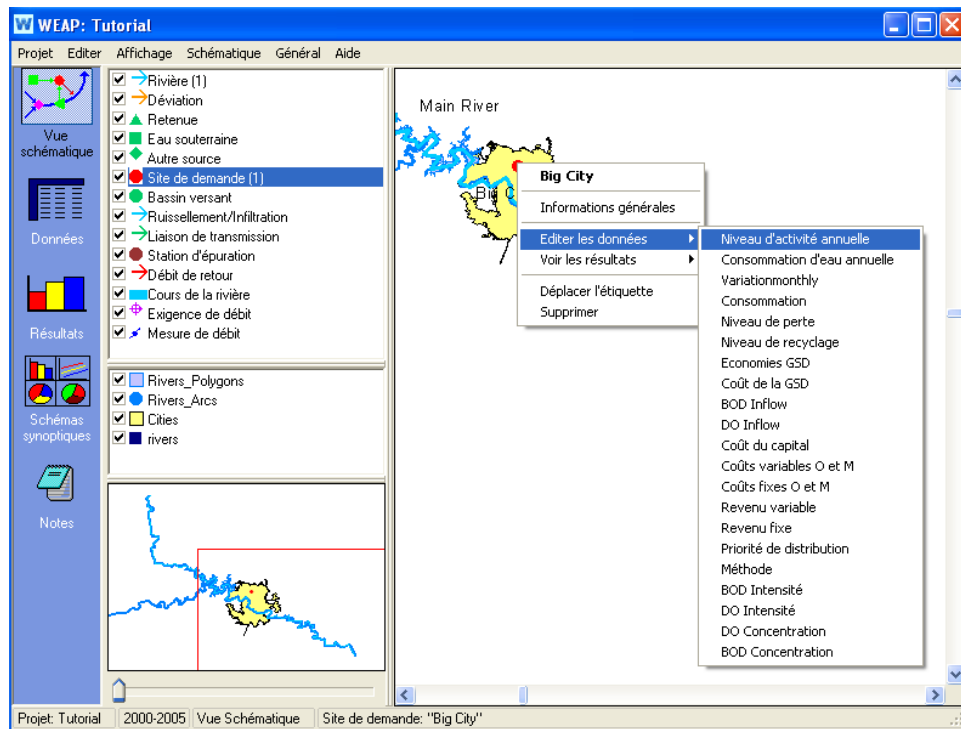 WEAP: Tutorial
Projet Editer Affichage Schématique Général Aide
Vue
schématique
Données
Résultats
Schémas
synoptiques
Notes
Rivière (1)
Déviation
Retenue
Eau souterraine
Autre source
Site de demande (1)
Bassin versant
Ruissellement/Infiltration
Liaison de transmission
Station d'épuration
Débit de retour
Cours de la rivière
Exigence de débit
Mesure de débit
Rivers_Polygons
Rivers_Arcs
Cities
rivers
Main River
Big City
Informations générales
Editer les données
Voir les résultats
Déplacer l'étiquette
Supprimer
Niveau d'activité annuelle
Consommation d'eau annuelle
Variationmonthly
Consommation
Niveau de perte
Niveau de recyclage
Economies GSD
Coût de la GSD
BOD Inflow
DO Inflow
Coût du capital
Coûts variables O et M
Coûts fixes O et M
Revenu variable
Revenu fixe
Priorité de distribution
Méthode
BOD Intensité
DO Intensité
DO Concentration
BOD Concentration
Projet: Tutorial 2000-2005 Vue Schématique Site de demande: "Big City"